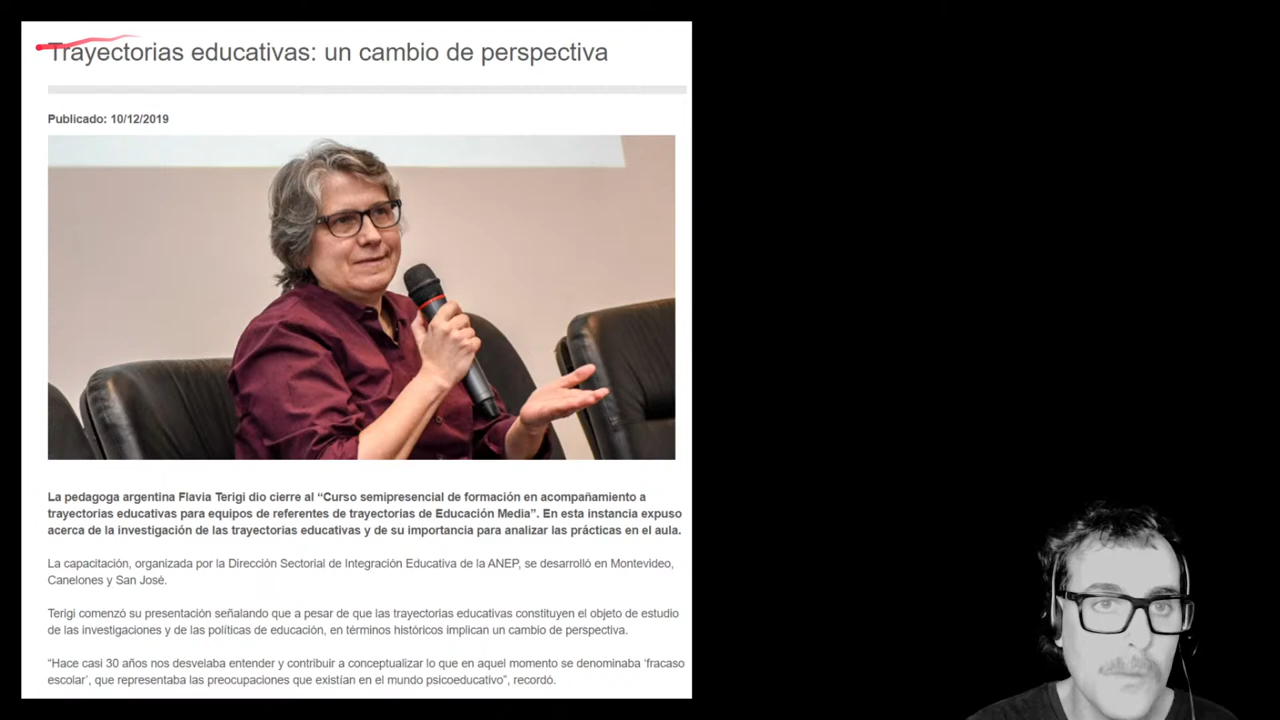 Trayectorias educativas: un cambio de perspectiva
Publicado: 10/12/2019
La pedagoga argentina Flavia Terigi dio cierre al “Curso semipresencial de formación en acompañamiento a
trayectorias educativas para equipos de referentes de trayectorias de Educación Media”. En esta instancia expuso
acerca de la investigación de las trayectorias educativas y de su importancia para analizar las prácticas en el aula.
La capacitación, organizada por la Dirección Sectorial de Integración Educativa de la ANEP, se desarrolló en Montevideo,
Canelones y San José.
Terigi comenzó su presentación señalando que a pesar de que las trayectorias educativas constituyen el objeto de estudio
de las investigaciones y de las políticas de educación, en términos históricos implican un cambio de perspectiva.
“Hace casi 30 años nos desvelaba entender y contribuir a conceptualizar lo que en aquel momento se denominaba ‘fracaso
escolar’, que representaba las preocupaciones que existían en el mundo psicoeducativo”, recordó.